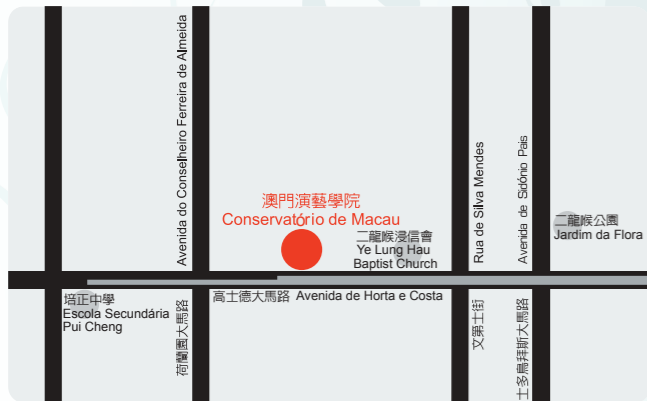 Avenida do Conselheiro Ferreira de Almeida
荷蘭園大馬路
澳門演藝學院
Conservatório de Macau
二龍喉浸信會
Ye Lung Hau
Baptist Church
Rua de Silva Mendes
文第士街
Avenida de Sidónio Pais
士多鳥拜斯大馬路
二龍喉公園
Jardim da Flora
培正中學
Escola Secundária
Pui Cheng
高士德大馬路 Avenida de Horta e Costa